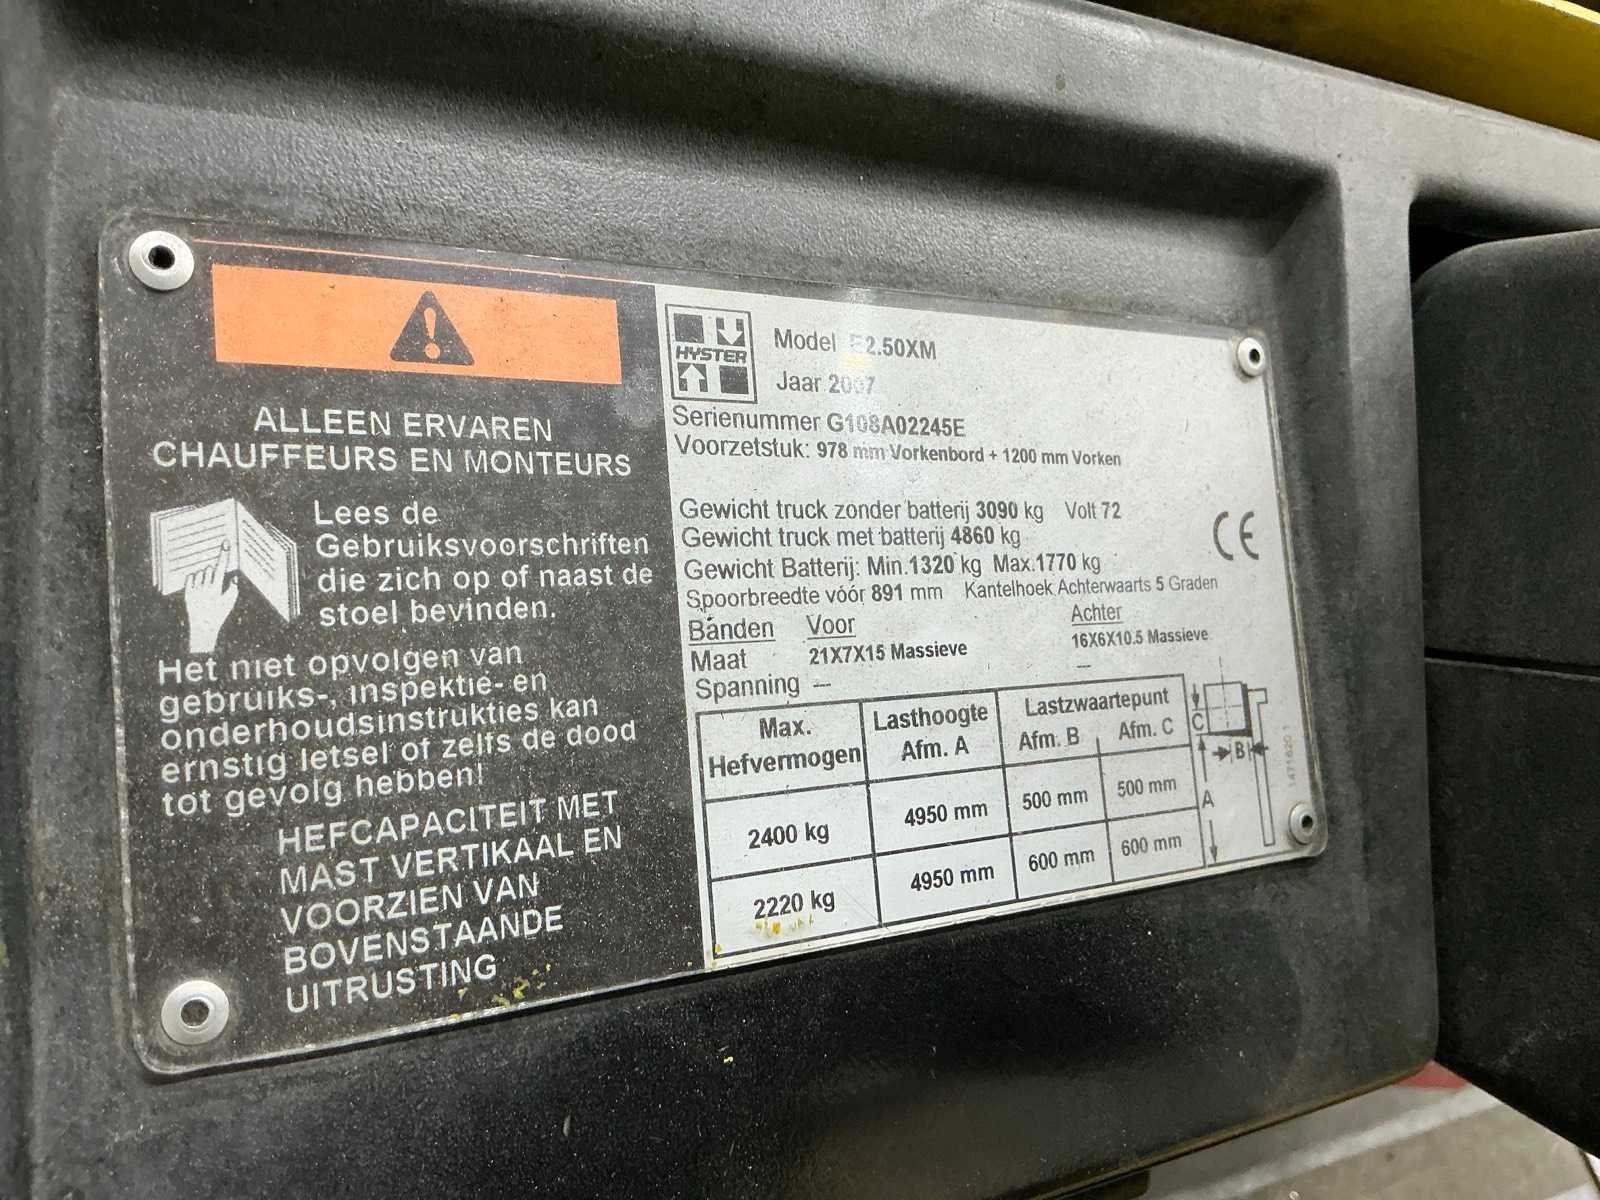 ALLEEN ERVAREN
CHAUFFEURS EN MONTEURS
Lees de
Gebruiksvoorschriften
die zich op of naast de
stoel bevinden.
Het niet opvolgen van
gebruiks-, inspektie- en
onderhoudsinstrukties kan
ernstig letsel of zelfs de dood
tot gevolg hebben!
HEFCAPACITEIT MET
MAST VERTIKAAL EN
VOORZIEN VAN
BOVENSTAANDE
UITRUSTING
HYSTER
Model E2.50XM
Jaar 2007
Serienummer G108A02245E
Voorzetstuk: 978 mm Vorkenbord + 1200 mm Vorken
Gewicht truck zonder batterij 3090 kg Volt 72
Gewicht truck met batterij 4860 kg
CE
Gewicht Batterij: Min.1320 kg Max.1770 kg
Spoorbreedte vóór 891 mm Kantelhoek Achterwaarts 5 Graden
Banden Voor Achter
Maat 21X7X15 Massieve 16X6X10.5 Massieve
Spanning --- ---
Max. Hefvermogen Lasthoogte Afm. A Lastzwaartepunt Afm. B Afm. C
2400 kg 4950 mm 500 mm 500 mm
2220 kg 4950 mm 600 mm 600 mm
C
B
A
1471620 1